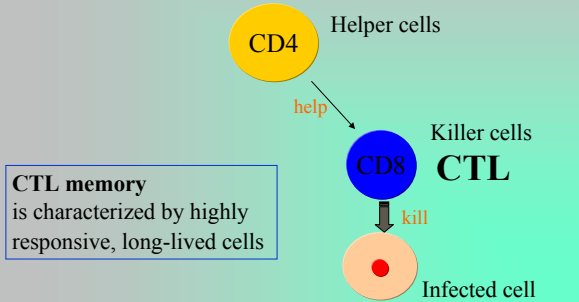 Helper cells
CD4
help
Killer cells
CD8
CTL
CTL memory
is characterized by highly
responsive, long-lived cells
kill
Infected cell